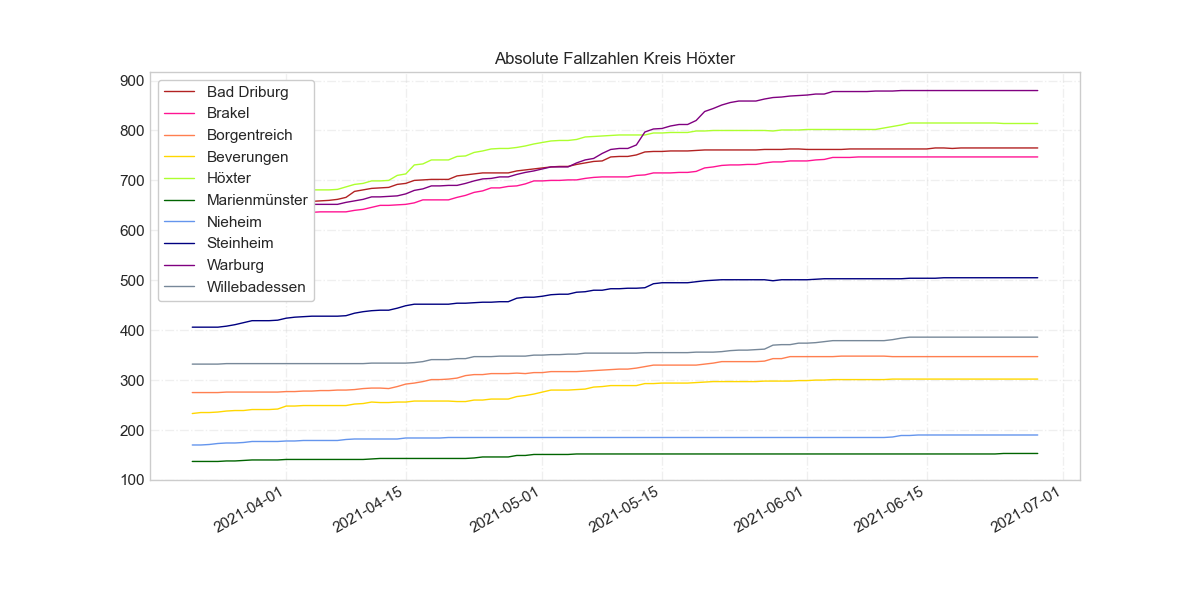 Absolute Fallzahlen Kreis Höxter
900
800
700
600
500
400
300
200
100
Bad Driburg
Brakel
Borgentreich
Beverungen
Höxter
Marienmünster
Nieheim
Steinheim
Warburg
Willebadessen
2021-04-01
2021-04-15
2021-05-01
2021-05-15
2021-06-01
2021-06-15
2021-07-01